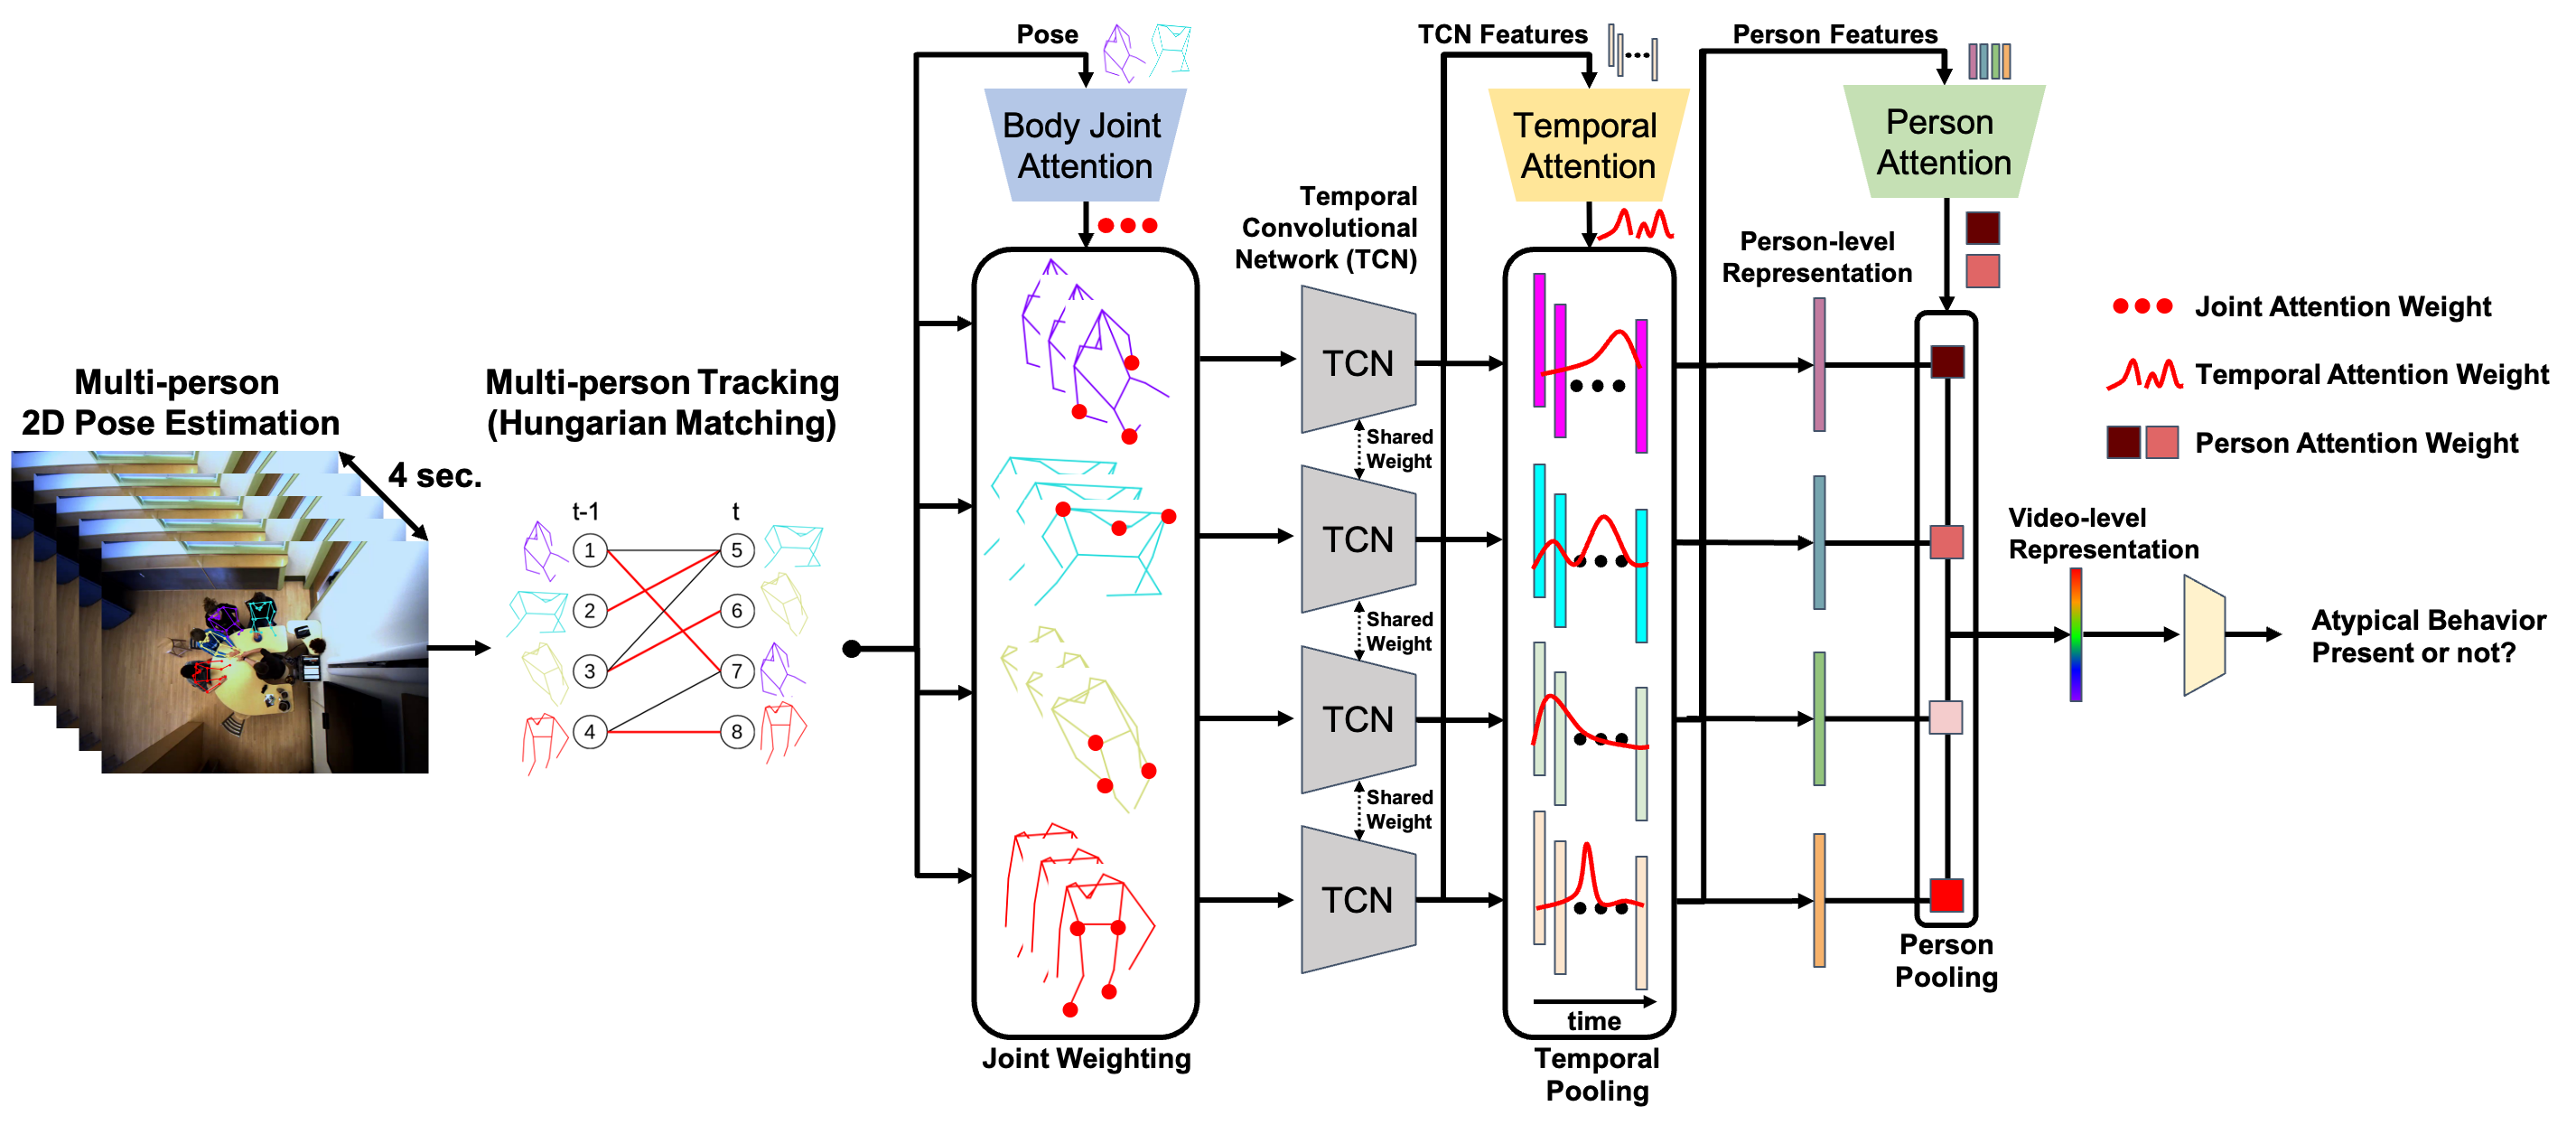 Multi-person
2D Pose Estimation
4 sec.
Multi-person Tracking
(Hungarian Matching)
t-1
t
1
2
3
4
5
6
7
8
Pose
Body Joint
Attention
Joint Weighting
Temporal
Convolutional
Network (TCN)
TCN
Shared
Weight
TCN
Shared
Weight
TCN
Shared
Weight
TCN
TCN Features
Temporal
Attention
time
Temporal
Pooling
Person Features
Person
Attention
Person-level
Representation
Person
Pooling
Joint Attention Weight
Temporal Attention Weight
Person Attention Weight
Video-level
Representation
Atypical Behavior
Present or not?